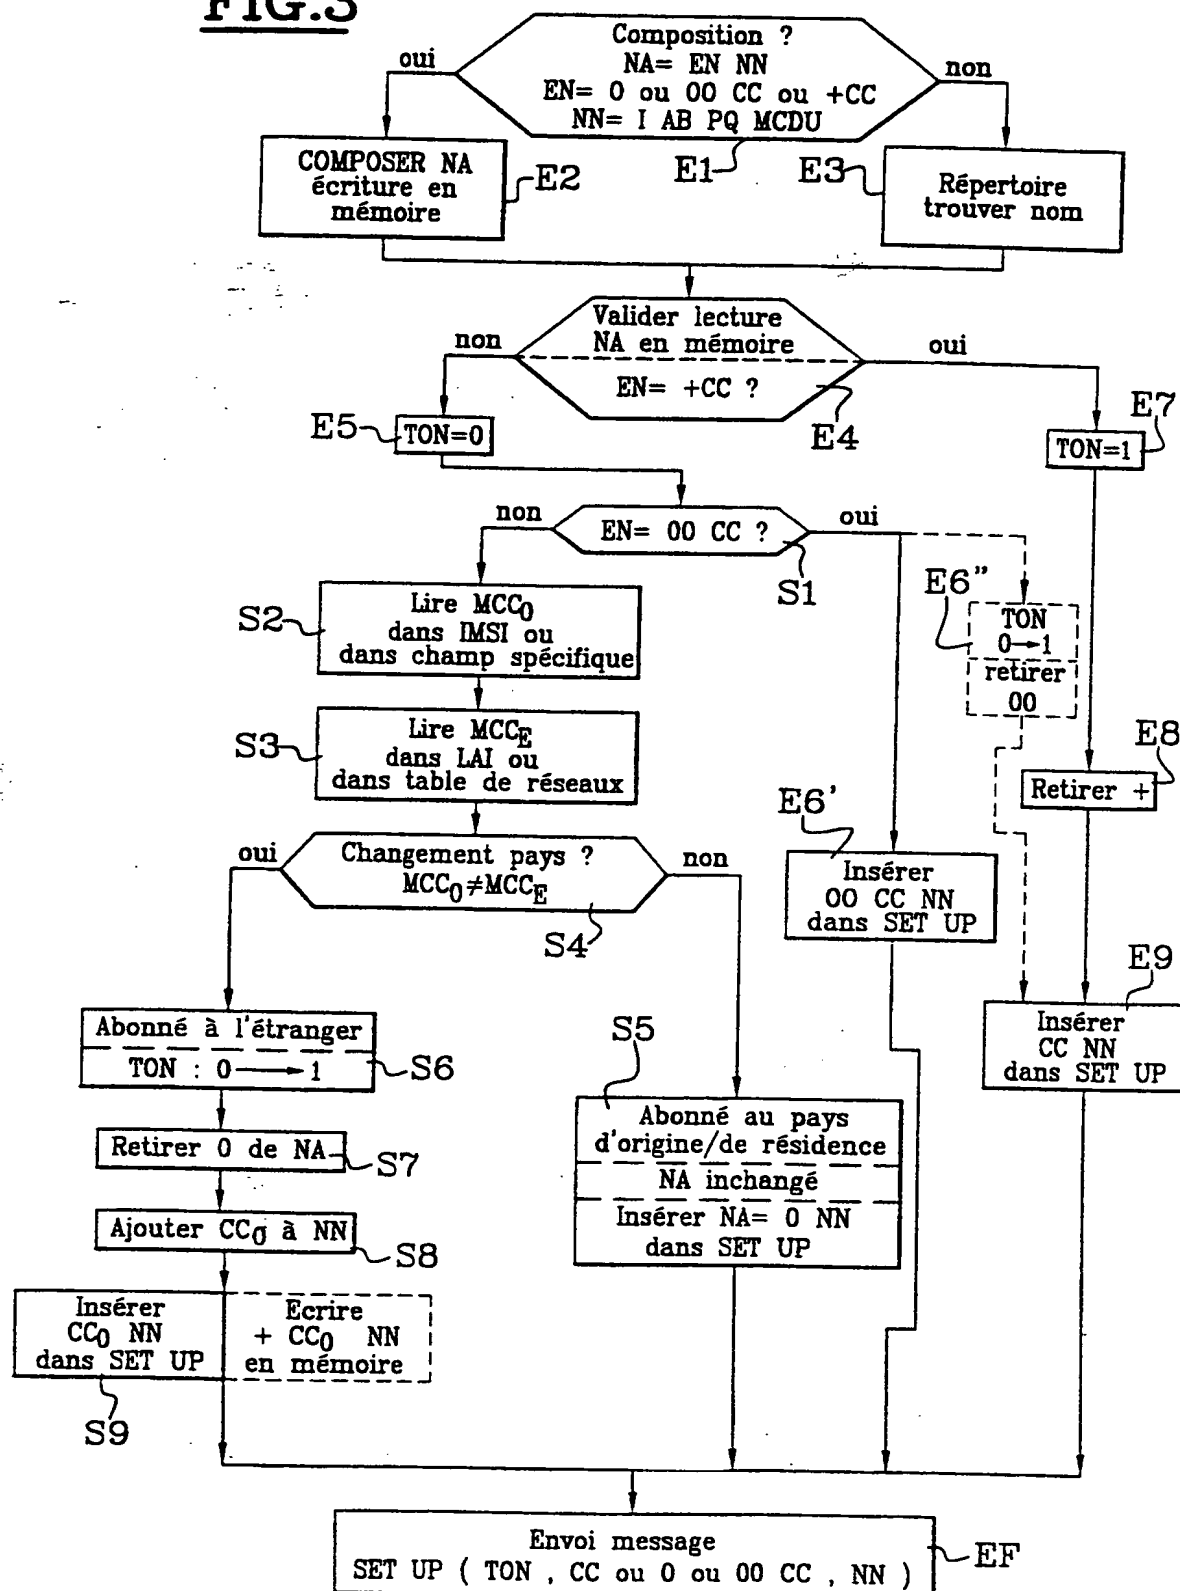 FIG.3
Composition ?
NA= EN NN
EN= 0 ou 00 CC ou +CC
NN= I AB PQ MCDU
oui
non
E1
COMPOSER NA
écriture en
mémoire
E2
E3
Répertoire
trouver nom
Valider lecture
NA en mémoire
EN= +CC ?
non
oui
E4
E5
TON=0
E7
TON=1
EN= 00 CC ?
non
oui
S1
S2
Lire MCC0
dans IMSI ou
dans champ spécifique
E6"
TON
0→1
retirer
00
S3
Lire MCCE
dans LAI ou
dans table de réseaux
E8
Retirer +
E6'
Insérer
00 CC NN
dans SET UP
Changement pays ?
MCC0≠MCCE
oui
non
S4
E9
Insérer
CC NN
dans SET UP
Abonné à l'étranger
TON : 0→1
S6
S5
Abonné au pays
d'origine/de résidence
NA inchangé
Insérer NA= 0 NN
dans SET UP
Retirer 0 de NA
S7
Ajouter CC0 à NN
S8
Insérer
CC0 NN
dans SET UP
S9
Ecrire
+ CC0 NN
en mémoire
Envoi message
SET UP ( TON , CC ou 0 ou 00 CC , NN )
EF